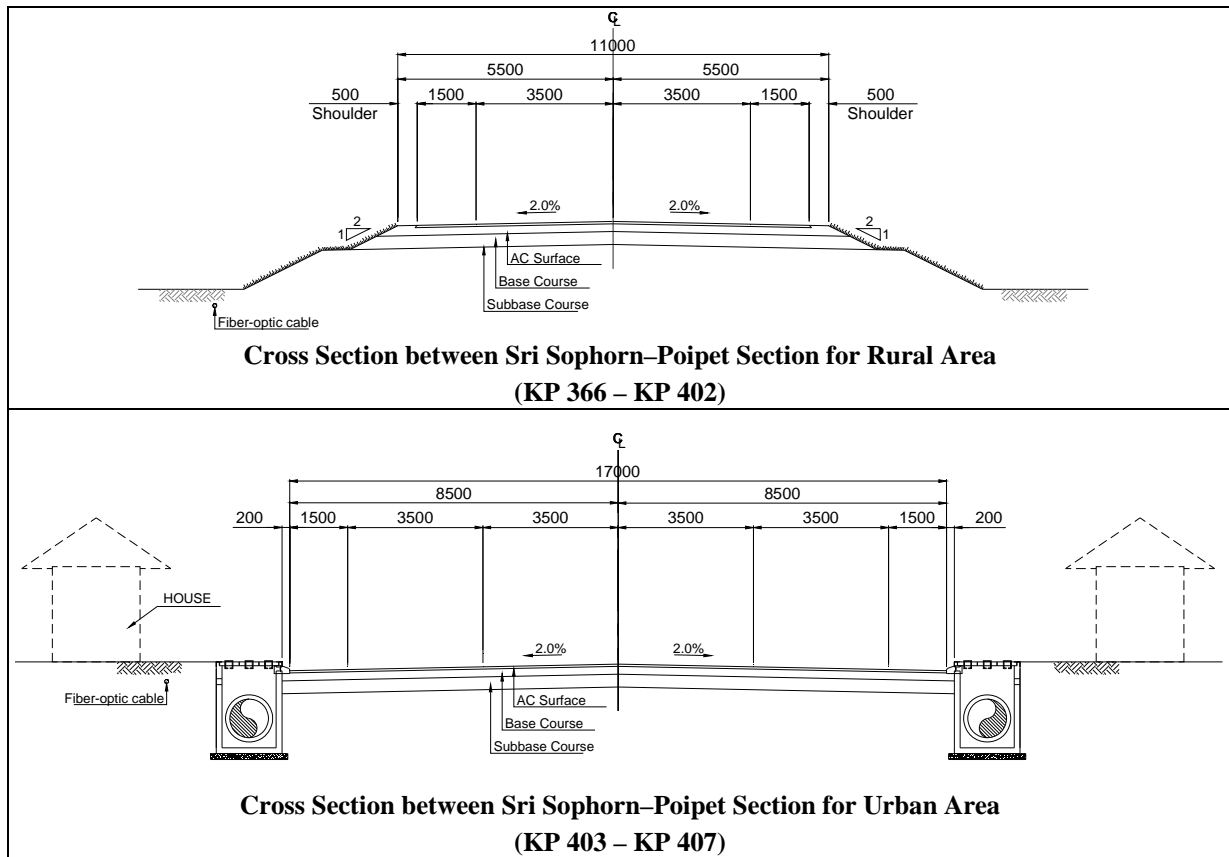 ℄
11000
5500 5500
500 1500 3500 3500 1500 500
Shoulder Shoulder
2.0% 2.0%
2 2
1 1
AC Surface
Base Course
Subbase Course
Fiber-optic cable
Cross Section between Sri Sophorn–Poipet Section for Rural Area
(KP 366 – KP 402)
℄
17000
8500 8500
200 1500 3500 3500 3500 3500 1500 200
HOUSE
2.0% 2.0%
Fiber-optic cable
AC Surface
Base Course
Subbase Course
Cross Section between Sri Sophorn–Poipet Section for Urban Area
(KP 403 – KP 407)